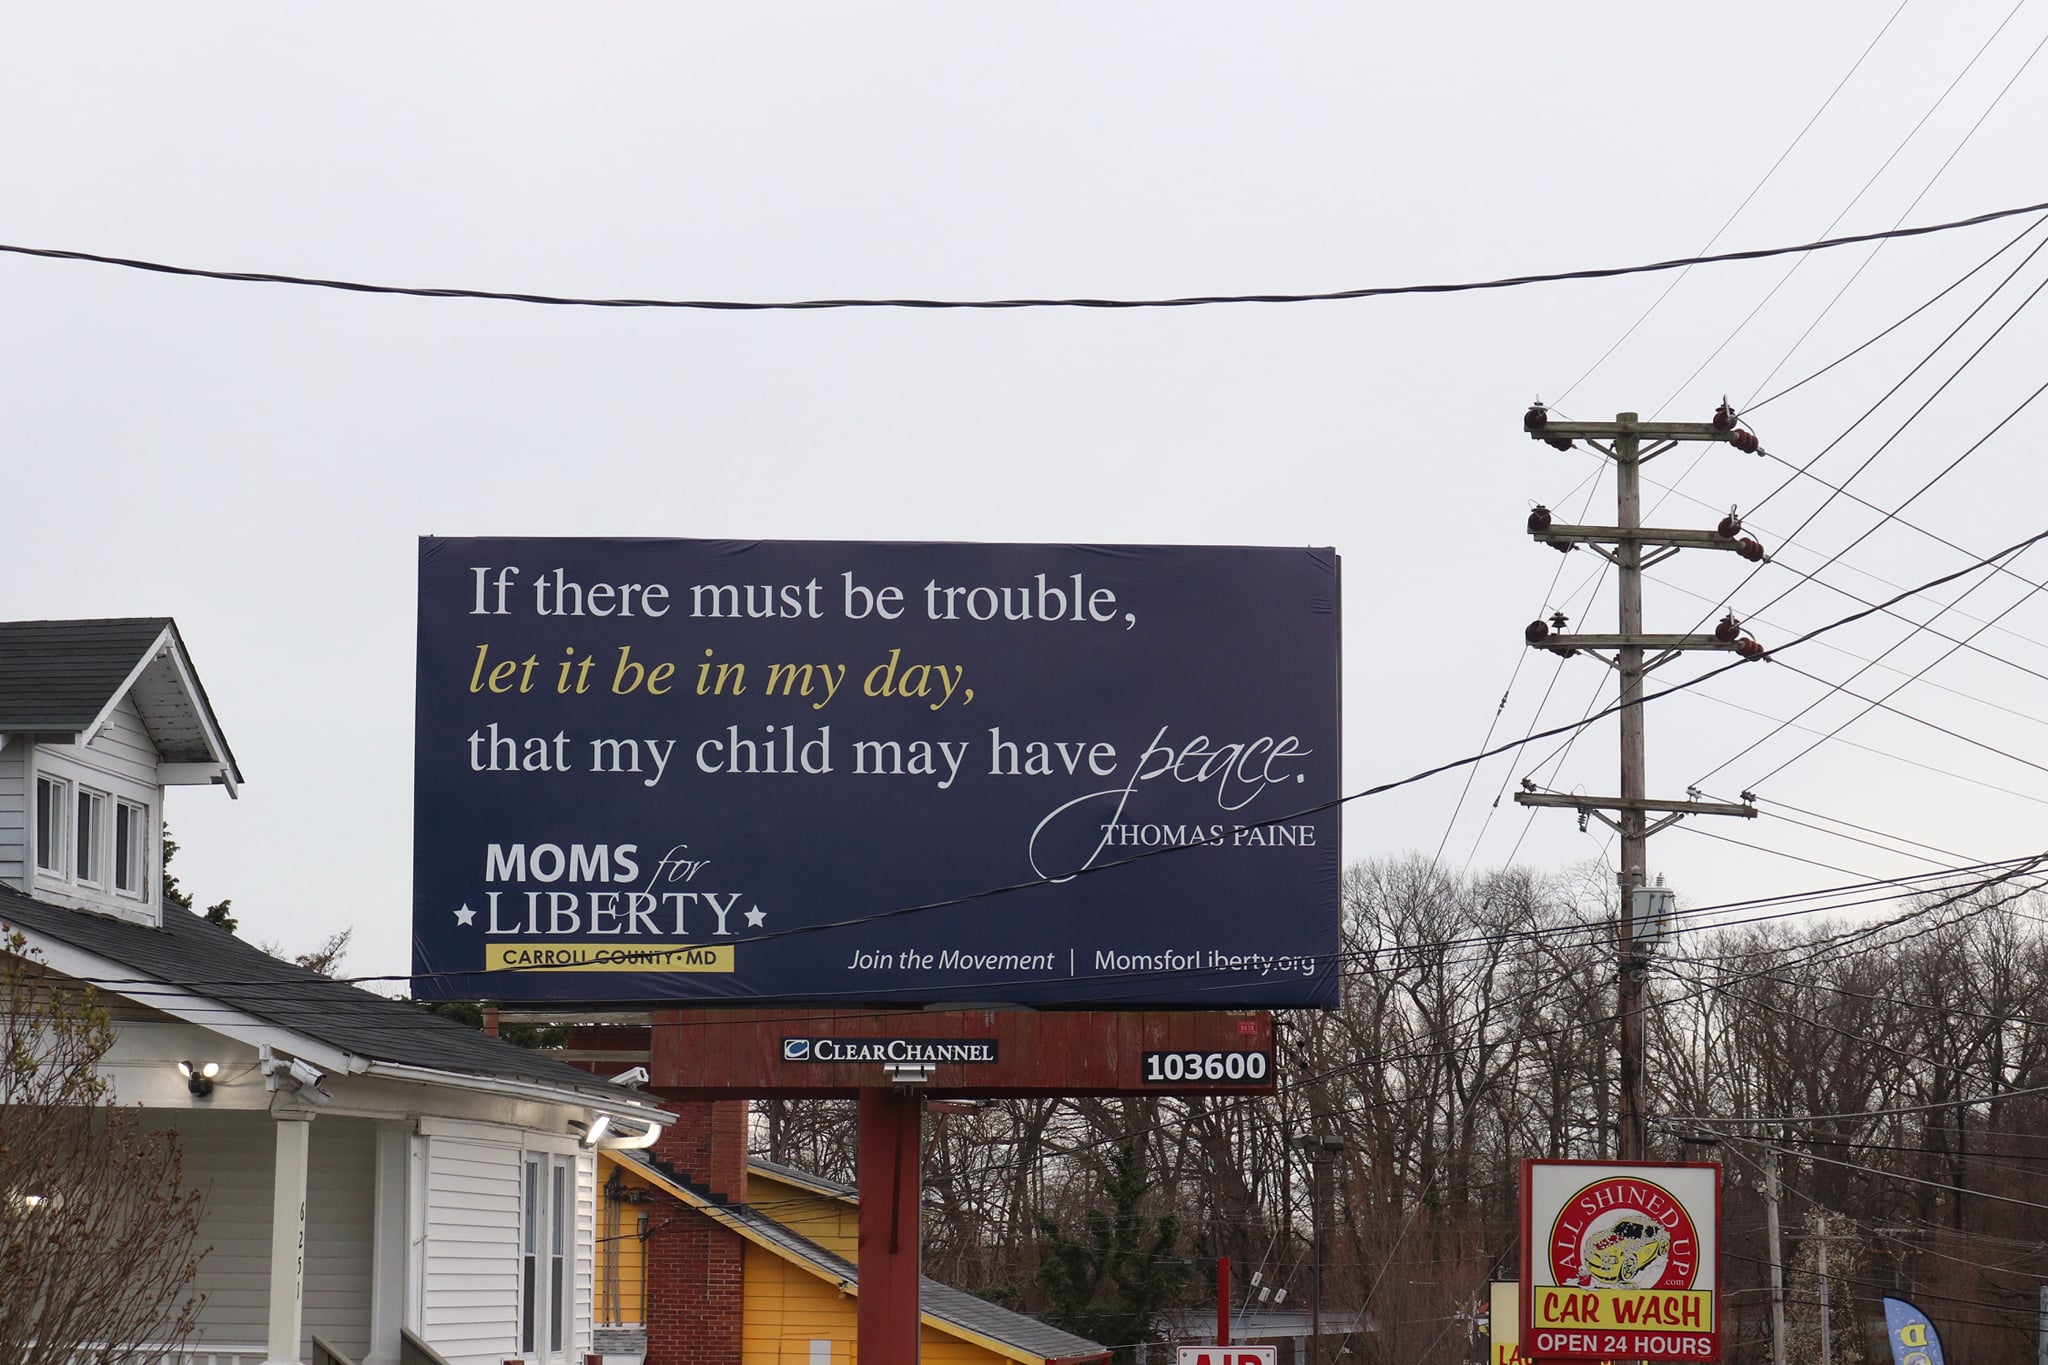 If there must be trouble,
let it be in my day,
that my child may have peace.
THOMAS PAINE
MOMS for
LIBERTY
CARROLL COUNTY • MD
Join the Movement | MomsforLiberty.org
CLEARCHANNEL
103600
6251
ALL SHINED UP
.com
CAR WASH
OPEN 24 HOURS
AIR